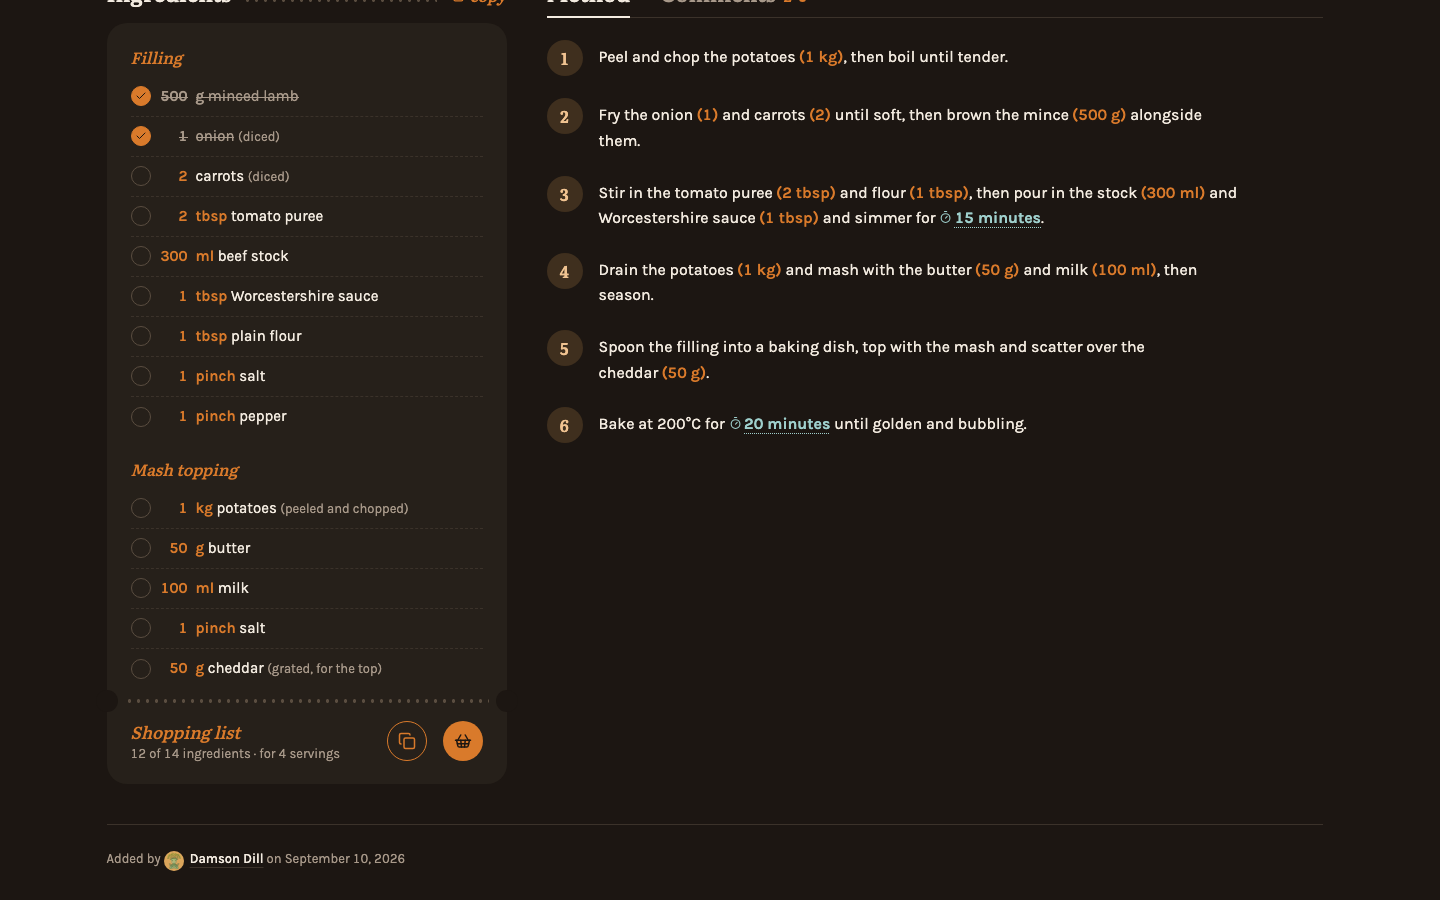 Ingredients
copy
Filling
500 g minced lamb
1 onion (diced)
2 carrots (diced)
2 tbsp tomato puree
300 ml beef stock
1 tbsp Worcestershire sauce
1 tbsp plain flour
1 pinch salt
1 pinch pepper
Mash topping
1 kg potatoes (peeled and chopped)
50 g butter
100 ml milk
1 pinch salt
50 g cheddar (grated, for the top)
Shopping list
12 of 14 ingredients · for 4 servings
Method
Comments
1 Peel and chop the potatoes (1 kg), then boil until tender.
2 Fry the onion (1) and carrots (2) until soft, then brown the mince (500 g) alongside
them.
3 Stir in the tomato puree (2 tbsp) and flour (1 tbsp), then pour in the stock (300 ml) and
Worcestershire sauce (1 tbsp) and simmer for 15 minutes.
4 Drain the potatoes (1 kg) and mash with the butter (50 g) and milk (100 ml), then
season.
5 Spoon the filling into a baking dish, top with the mash and scatter over the
cheddar (50 g).
6 Bake at 200°C for 20 minutes until golden and bubbling.
Added by Damson Dill on September 10, 2026